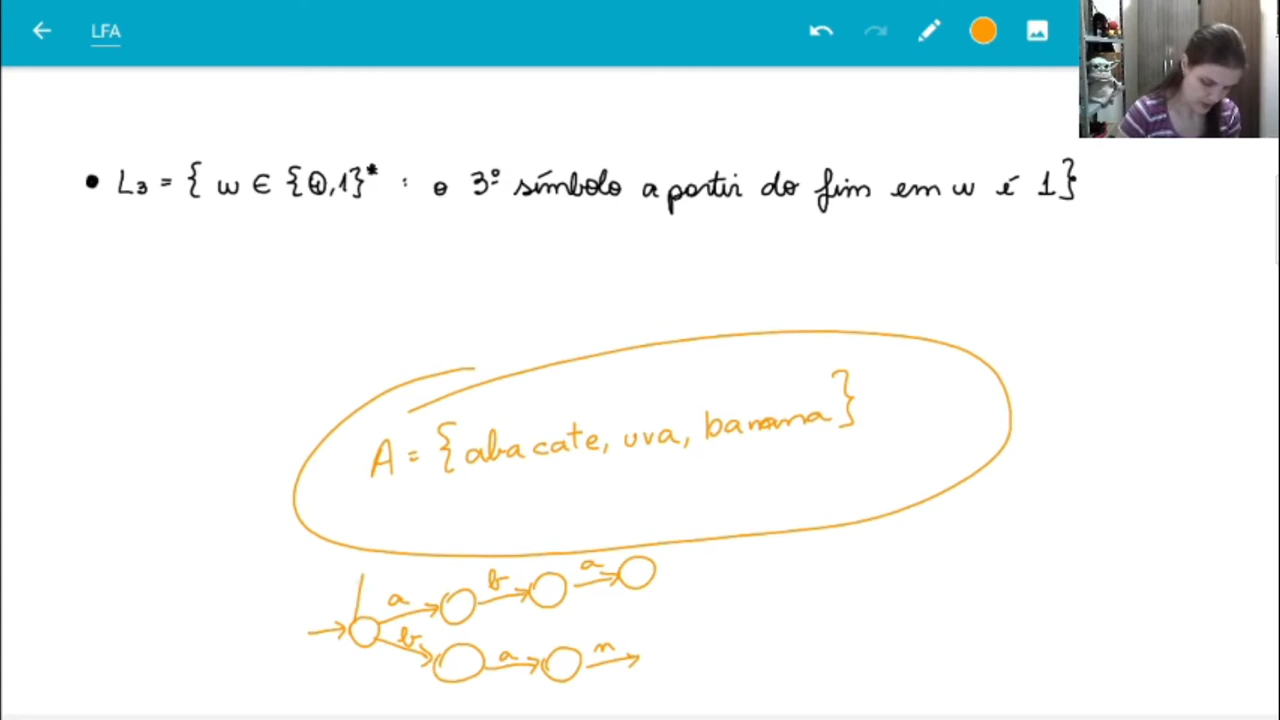 LFA
• L3 = { w ∈ {0,1}* : o 3º símbolo a partir do fim em w é 1}
A = {abacate, uva, banana}
a b a
b a n